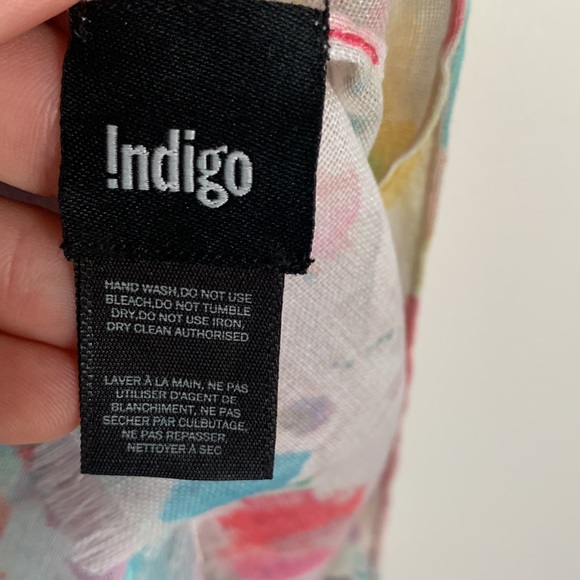 !ndigo
HAND WASH,DO NOT USE
BLEACH,DO NOT TUMBLE
DRY,DO NOT USE IRON,
DRY CLEAN AUTHORISED
LAVER À LA MAIN, NE PAS
UTILISER D'AGENT DE
BLANCHIMENT, NE PAS
SÉCHER PAR CULBUTAGE,
NE PAS REPASSER,
NETTOYER À SEC